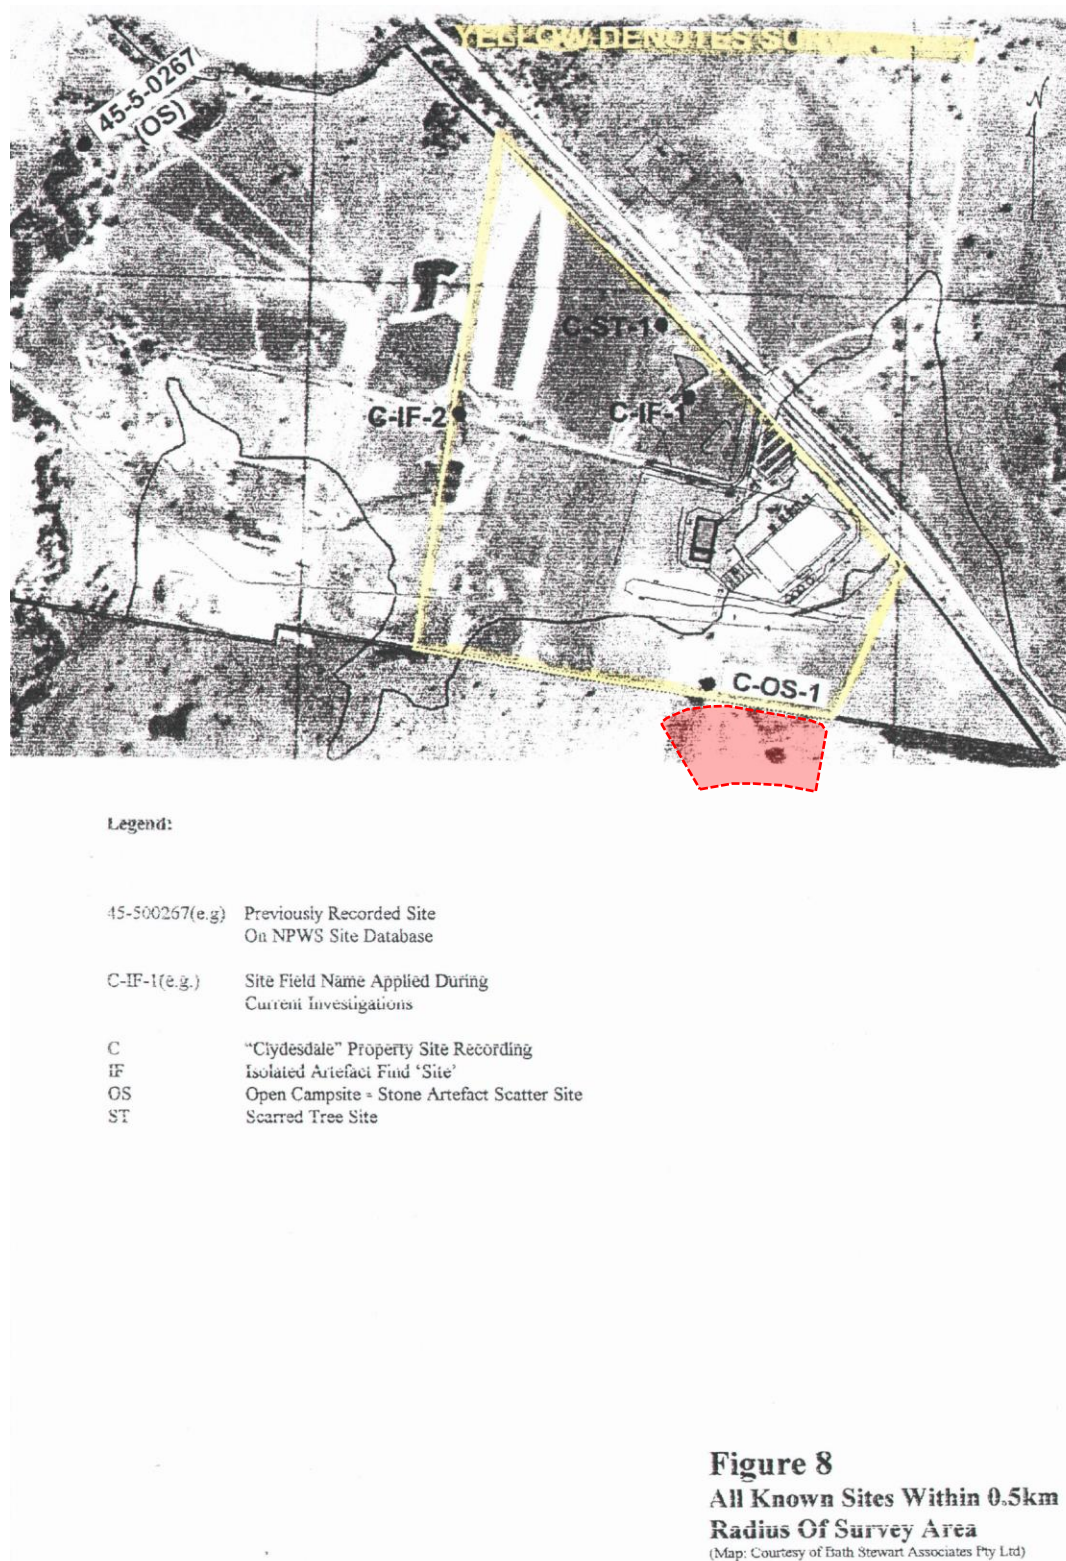 YELLOW DENOTES
45-5-0267
(OS)
N
C-ST-1
C-IF-1
C-IF-2
C-OS-1
Legend:
45-500267(e.g) Previously Recorded Site
On NPWS Site Database
C-IF-1(e.g.) Site Field Name Applied During
Current Investigations
C "Clydesdale" Property Site Recording
IF Isolated Artefact Find 'Site'
OS Open Campsite - Stone Artefact Scatter Site
ST Scarred Tree Site
Figure 8
All Known Sites Within 0.5km
Radius Of Survey Area
(Map: Courtesy of Bath Stewart Associates Pty Ltd)